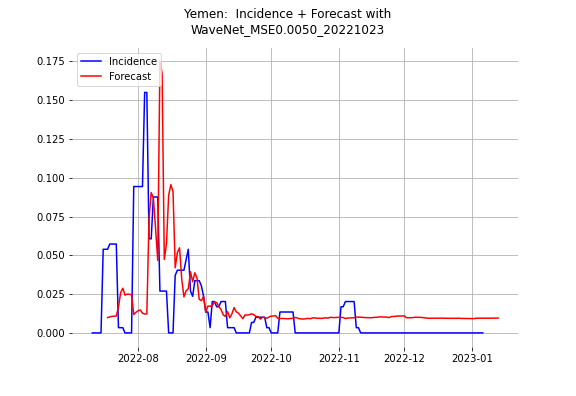 Yemen:  Incidence + Forecast with
WaveNet_MSE0.0050_20221023
Incidence
Forecast
0.175
0.150
0.125
0.100
0.075
0.050
0.025
0.000
2022-08 2022-09 2022-10 2022-11 2022-12 2023-01